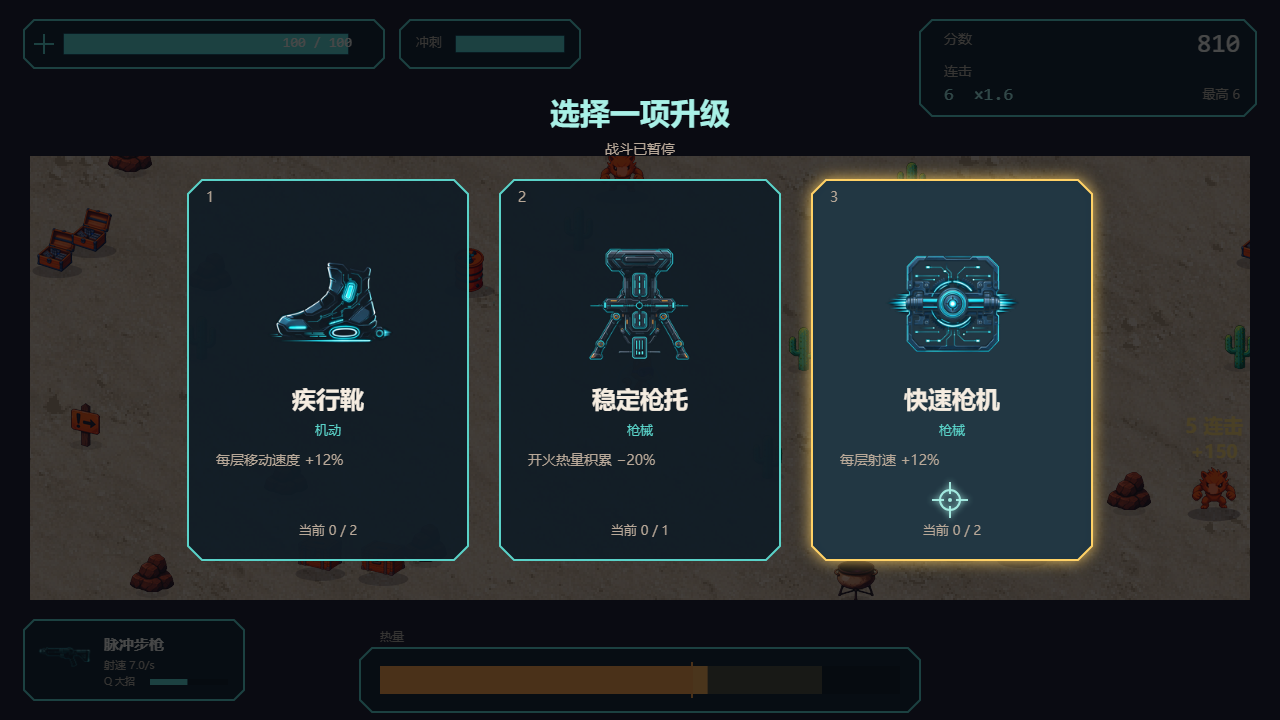 100 / 100
冲刺
分数
810
连击
6 ×1.6
最高 6
选择一项升级
战斗已暂停
1
疾行靴
机动
每层移动速度 +12%
当前 0 / 2
2
稳定枪托
枪械
开火热量积累 −20%
当前 0 / 1
3
快速枪机
枪械
每层射速 +12%
当前 0 / 2
5 连击
+150
脉冲步枪
射速 7.0/s
Q 大招
热量